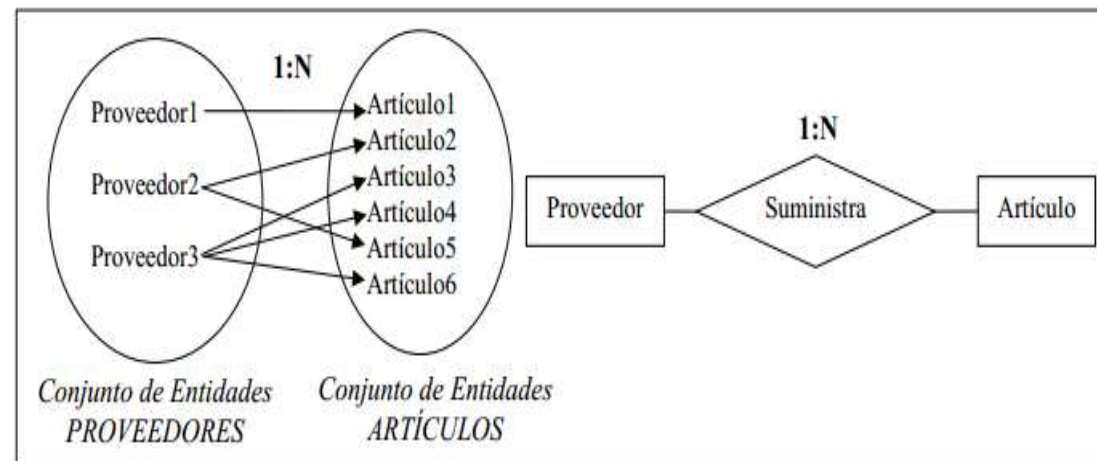 1:N
Proveedor1
Proveedor2
Proveedor3
Artículo1
Artículo2
Artículo3
Artículo4
Artículo5
Artículo6
Conjunto de Entidades
PROVEEDORES
Conjunto de Entidades
ARTÍCULOS
1:N
Proveedor
Suministra
Artículo